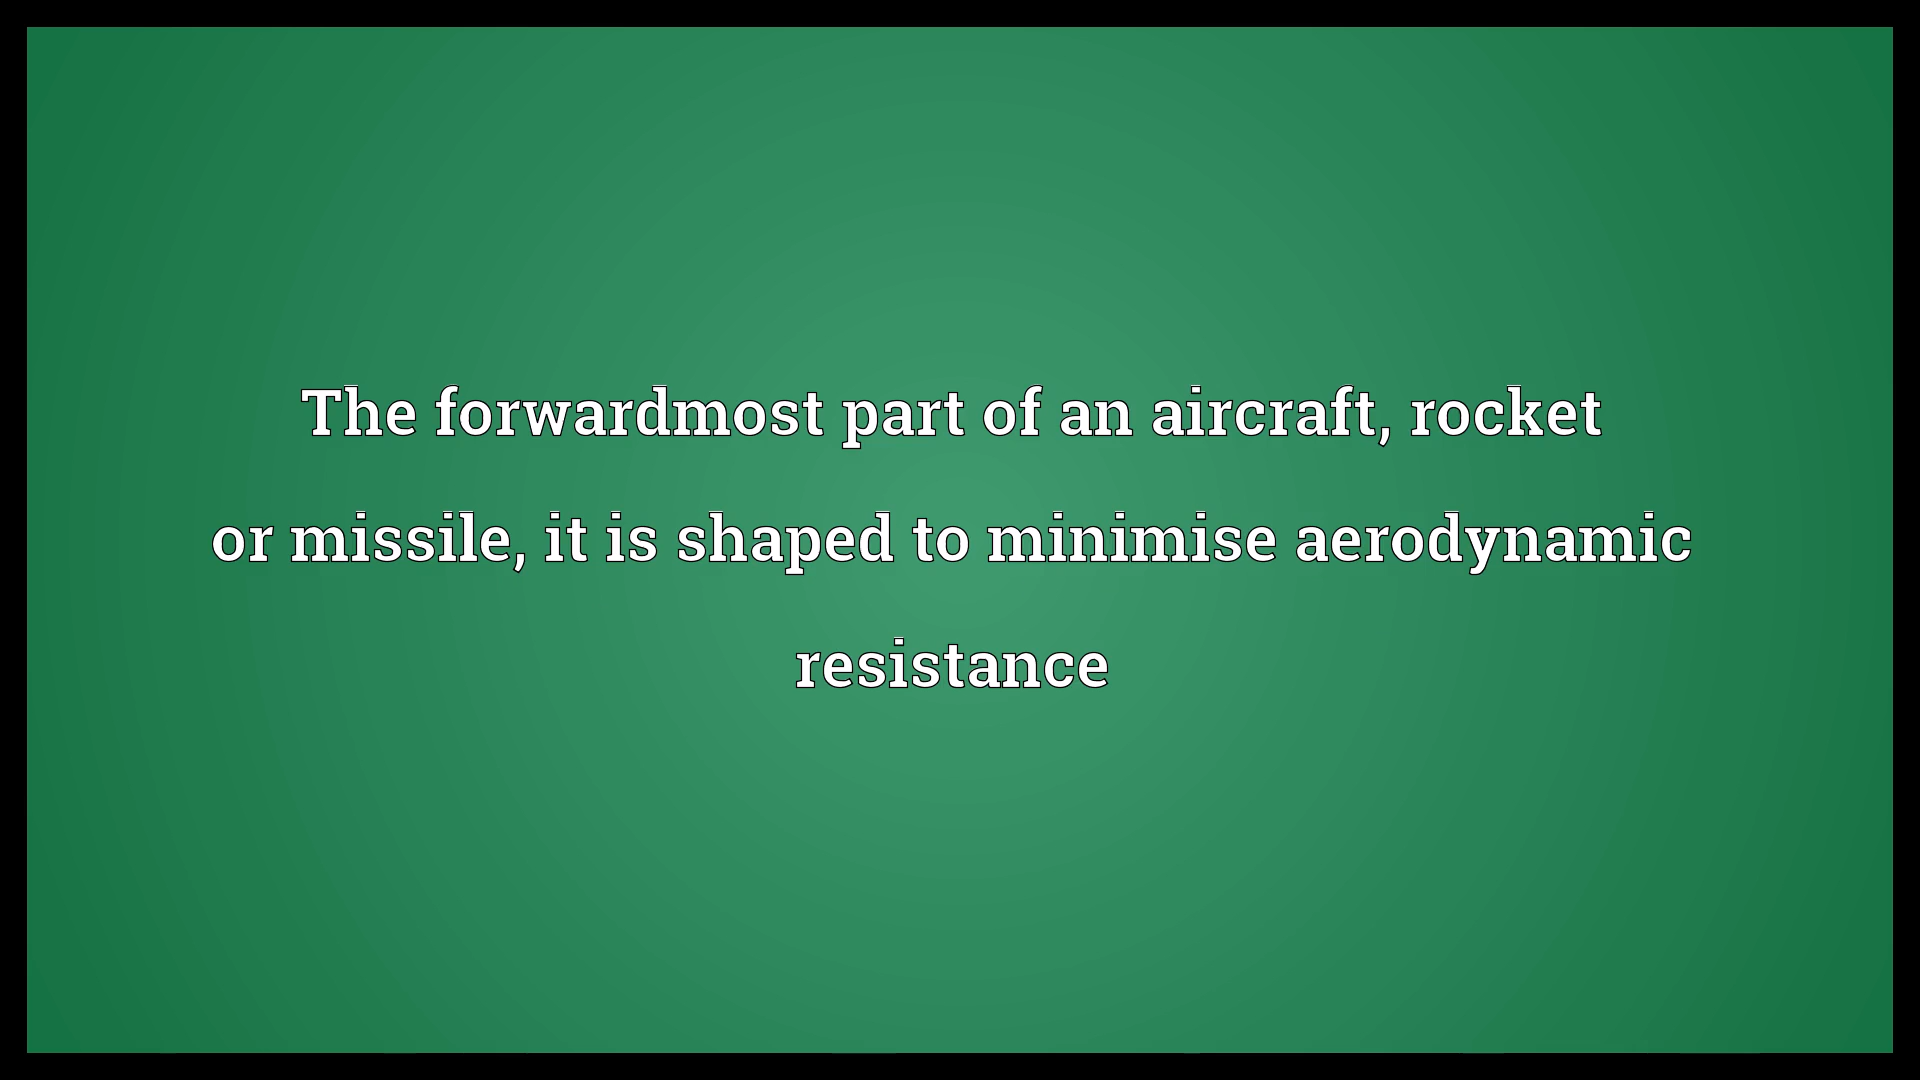 The forwardmost part of an aircraft, rocket
or missile, it is shaped to minimise aerodynamic
resistance